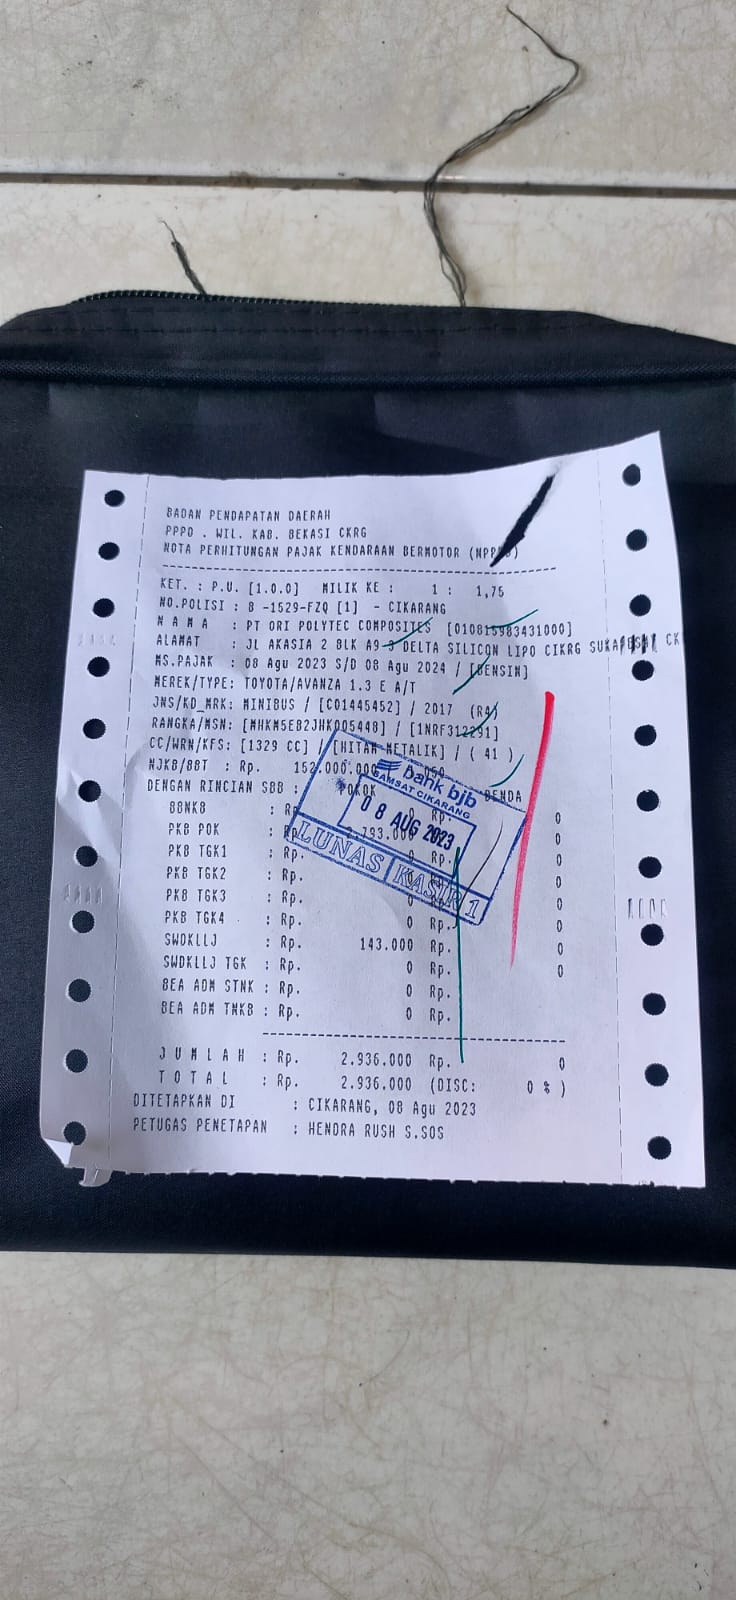 BADAN PENDAPATAN DAERAH
PPPD . WIL. KAB. BEKASI CKRG
NOTA PERHITUNGAN PAJAK KENDARAAN BERMOTOR
KET. : P.U. [1.0.0] MILIK KE : 1 : 1,75
NO.POLISI : B -1529-FZQ [1] - CIKARANG
N A M A : PT ORI POLYTEC COMPOSITES [010815983431000]
ALAMAT : JL AKASIA 2 BLK A9-3 DELTA SILICON LIPO CIKRG
MS.PAJAK : 08 Agu 2023 S/D 08 Agu 2024 / [BENSIN]
MEREK/TYPE: TOYOTA/AVANZA 1.3 E A/T
JNS/KD_MRK: MINIBUS / [CO1445452] / 2017 (R4)
RANGKA/MSN: [MHKM5EB2JHK005448] / [1NRF312291]
CC/WRN/KFS: [1329 CC] / [HITAM METALIK] / ( 41 )
NJKB/BBT : Rp. 152.000.000 050
DENGAN RINCIAN SBB : POKOK DENDA
BBNKB : Rp. 0 Rp. 0
PKB POK : Rp. 2.793.000 Rp. 0
PKB TGK1 : Rp. 0 Rp. 0
PKB TGK2 : Rp. 0 Rp. 0
PKB TGK3 : Rp. 0 Rp. 0
PKB TGK4 : Rp. 0 Rp. 0
SWDKLLJ : Rp. 143.000 Rp. 0
SWDKLLJ TGK : Rp. 0 Rp. 0
BEA ADM STNK : Rp. 0 Rp.
BEA ADM TNKB : Rp. 0 Rp.
J U M L A H : Rp. 2.936.000 Rp. 0
T O T A L : Rp. 2.936.000 (DISC: 0 % )
DITETAPKAN DI : CIKARANG, 08 Agu 2023
PETUGAS PENETAPAN : HENDRA RUSH S.SOS
bank bjb
SAMSAT CIKARANG
08 AUG 2023
LUNAS KASIR 1